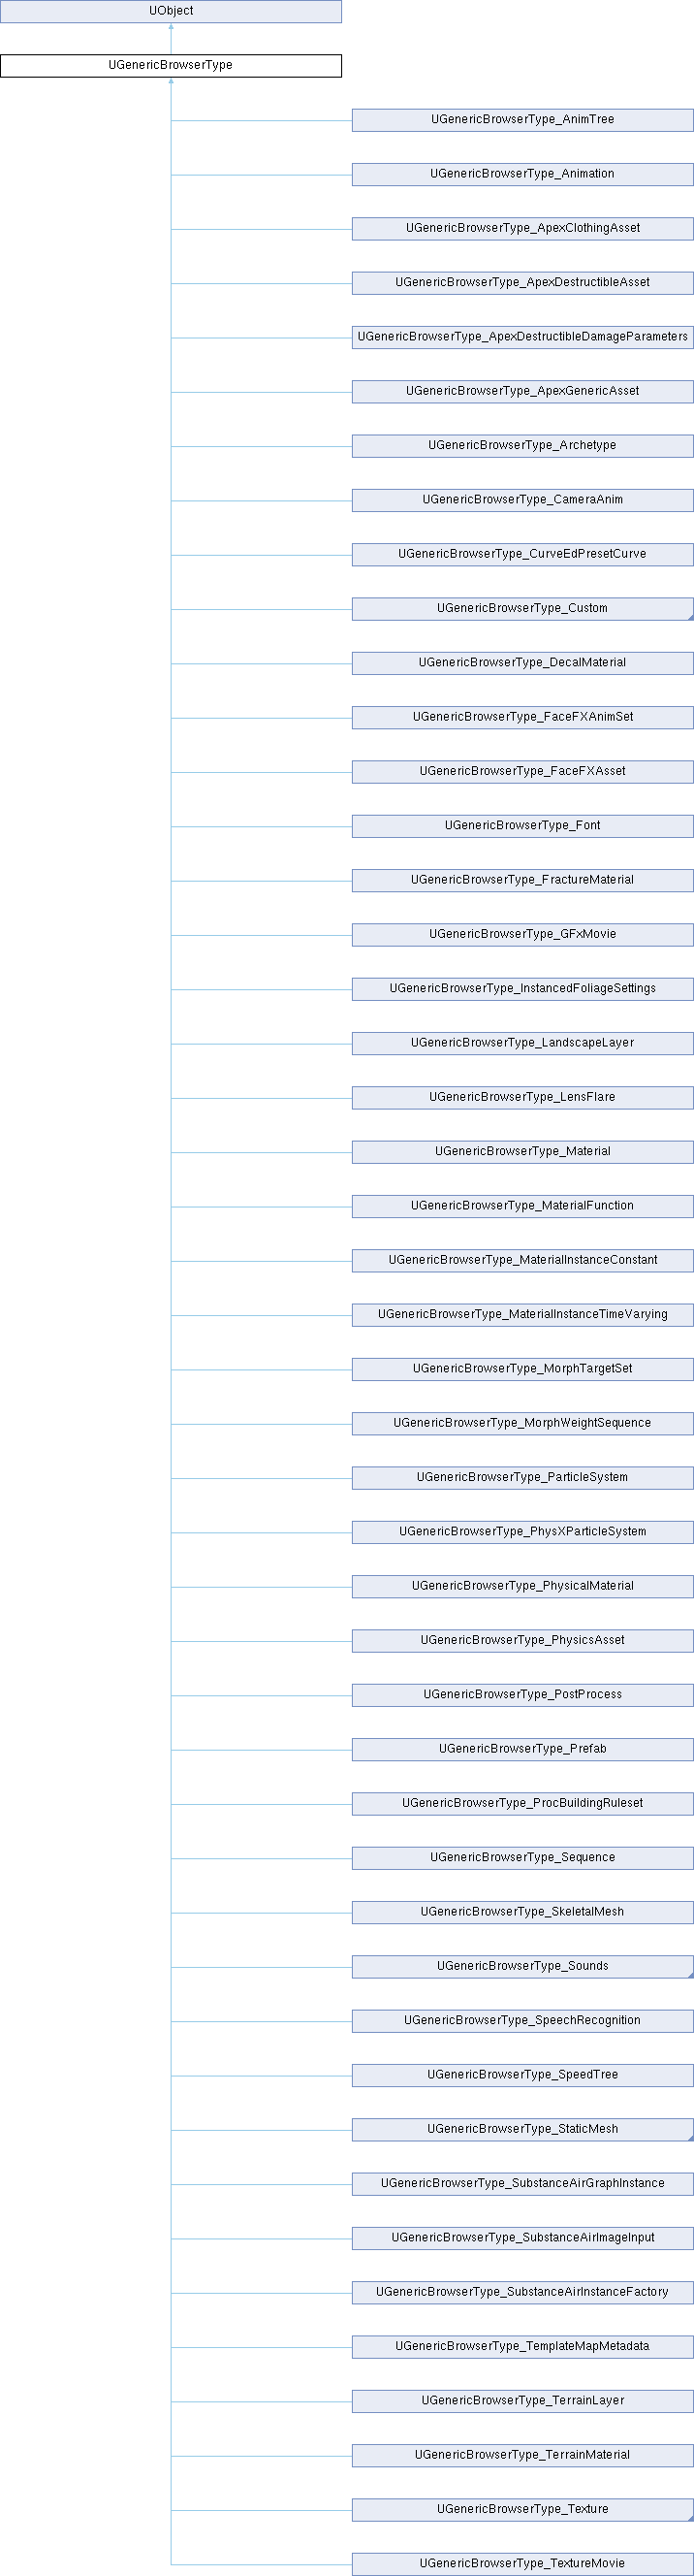 UObject
UGenericBrowserType
UGenericBrowserType_AnimTree
UGenericBrowserType_Animation
UGenericBrowserType_ApexClothingAsset
UGenericBrowserType_ApexDestructibleAsset
UGenericBrowserType_ApexDestructibleDamageParameters
UGenericBrowserType_ApexGenericAsset
UGenericBrowserType_Archetype
UGenericBrowserType_CameraAnim
UGenericBrowserType_CurveEdPresetCurve
UGenericBrowserType_Custom
UGenericBrowserType_DecalMaterial
UGenericBrowserType_FaceFXAnimSet
UGenericBrowserType_FaceFXAsset
UGenericBrowserType_Font
UGenericBrowserType_FractureMaterial
UGenericBrowserType_GFxMovie
UGenericBrowserType_InstancedFoliageSettings
UGenericBrowserType_LandscapeLayer
UGenericBrowserType_LensFlare
UGenericBrowserType_Material
UGenericBrowserType_MaterialFunction
UGenericBrowserType_MaterialInstanceConstant
UGenericBrowserType_MaterialInstanceTimeVarying
UGenericBrowserType_MorphTargetSet
UGenericBrowserType_MorphWeightSequence
UGenericBrowserType_ParticleSystem
UGenericBrowserType_PhysXParticleSystem
UGenericBrowserType_PhysicalMaterial
UGenericBrowserType_PhysicsAsset
UGenericBrowserType_PostProcess
UGenericBrowserType_Prefab
UGenericBrowserType_ProcBuildingRuleset
UGenericBrowserType_Sequence
UGenericBrowserType_SkeletalMesh
UGenericBrowserType_Sounds
UGenericBrowserType_SpeechRecognition
UGenericBrowserType_SpeedTree
UGenericBrowserType_StaticMesh
UGenericBrowserType_SubstanceAirGraphInstance
UGenericBrowserType_SubstanceAirImageInput
UGenericBrowserType_SubstanceAirInstanceFactory
UGenericBrowserType_TemplateMapMetadata
UGenericBrowserType_TerrainLayer
UGenericBrowserType_TerrainMaterial
UGenericBrowserType_Texture
UGenericBrowserType_TextureMovie